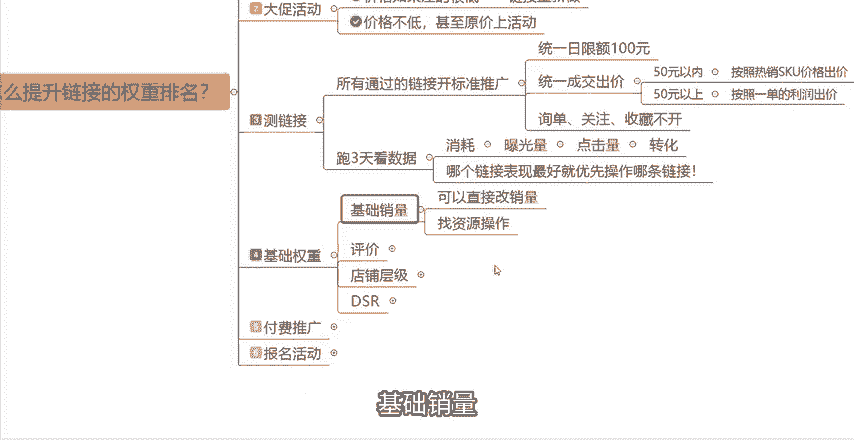 大促活动
价格不低，甚至原价上活动
么提升链接的权重排名？
测链接
所有通过的链接开标准推广
统一日限额100元
统一成交出价
50元以内
按照热销SKU价格出价
50元以上
按照一单的利润出价
询单、关注、收藏不开
跑3天看数据
消耗
曝光量
点击量
转化
哪个链接表现最好就优先操作哪条链接！
基础权重
基础销量
可以直接改销量
找资源操作
评价
店铺层级
DSR
付费推广
报名活动
基础销量